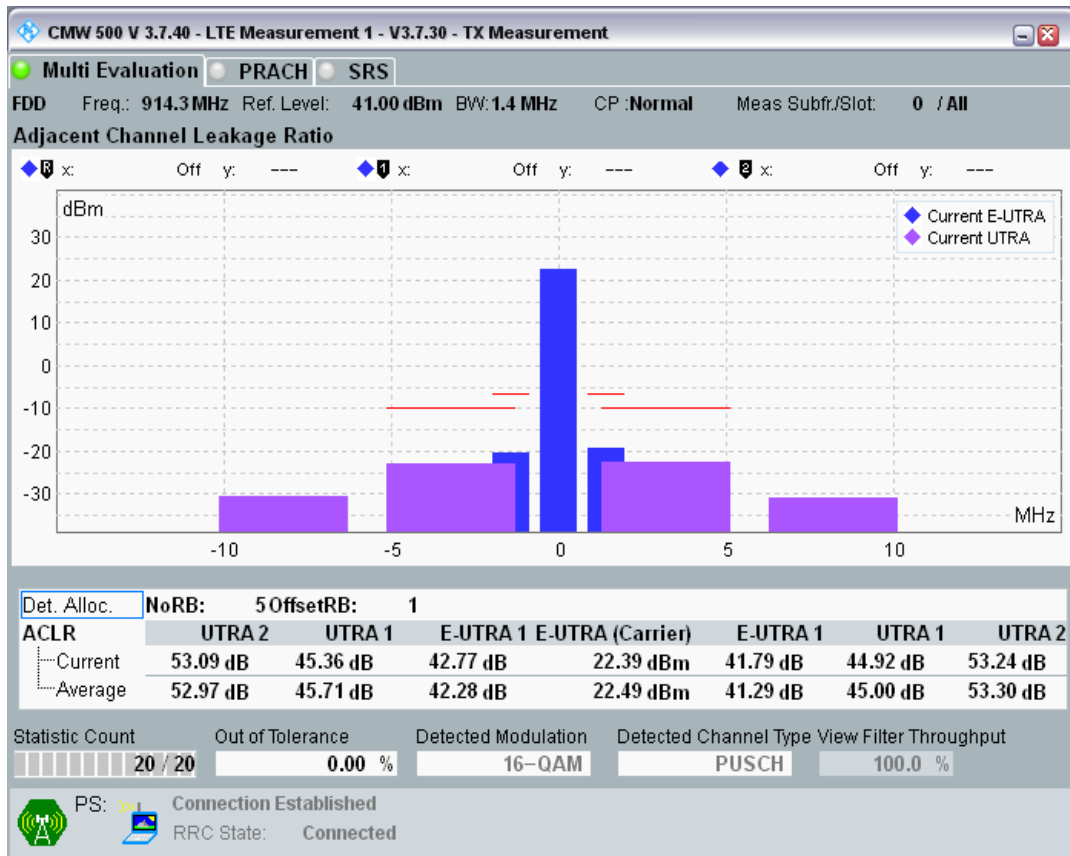 CMW 500 V 3.7.40 - LTE Measurement 1 - V3.7.30 - TX Measurement
Multi Evaluation PRACH SRS
FDD Freq.: 914.3 MHz Ref. Level: 41.00 dBm BW: 1.4 MHz CP :Normal Meas Subfr./Slot: 0 / All
Adjacent Channel Leakage Ratio
R x: Off y: --- 1 x: Off y: --- 2 x: Off y: ---
dBm
Current E-UTRA
Current UTRA
30
20
10
0
-10
-20
-30
MHz
-10 -5 0 5 10
Det. Alloc. NoRB: 5 OffsetRB: 1
ACLR UTRA 2 UTRA 1 E-UTRA 1 E-UTRA (Carrier) E-UTRA 1 UTRA 1 UTRA 2
Current 53.09 dB 45.36 dB 42.77 dB 22.39 dBm 41.79 dB 44.92 dB 53.24 dB
Average 52.97 dB 45.71 dB 42.28 dB 22.49 dBm 41.29 dB 45.00 dB 53.30 dB
Statistic Count Out of Tolerance Detected Modulation Detected Channel Type View Filter Throughput
20 / 20 0.00 % 16-QAM PUSCH 100.0 %
PS: Connection Established
RRC State: Connected